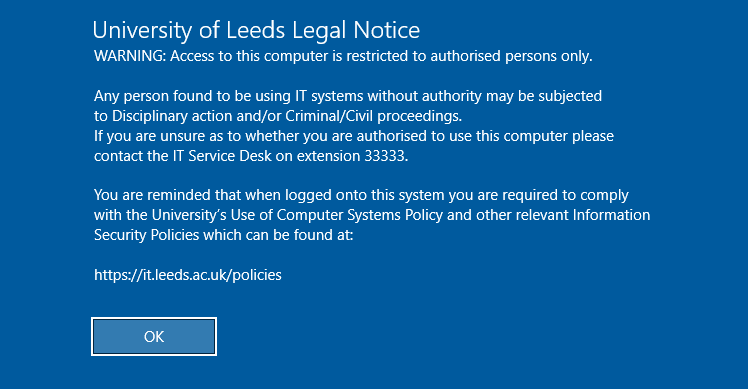 University of Leeds Legal Notice
WARNING: Access to this computer is restricted to authorised persons only.
Any person found to be using IT systems without authority may be subjected
to Disciplinary action and/or Criminal/Civil proceedings.
If you are unsure as to whether you are authorised to use this computer please
contact the IT Service Desk on extension 33333.
You are reminded that when logged onto this system you are required to comply
with the University's Use of Computer Systems Policy and other relevant Information
Security Policies which can be found at:
https://it.leeds.ac.uk/policies
OK